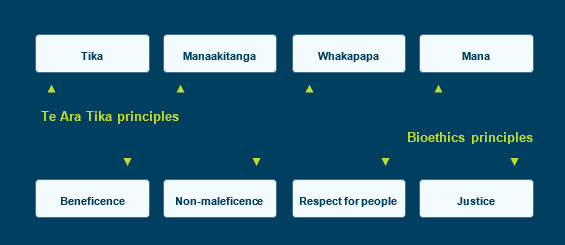 Tika
Manaakitanga
Whakapapa
Mana
Te Ara Tika principles
Bioethics principles
Beneficence
Non-maleficence
Respect for people
Justice